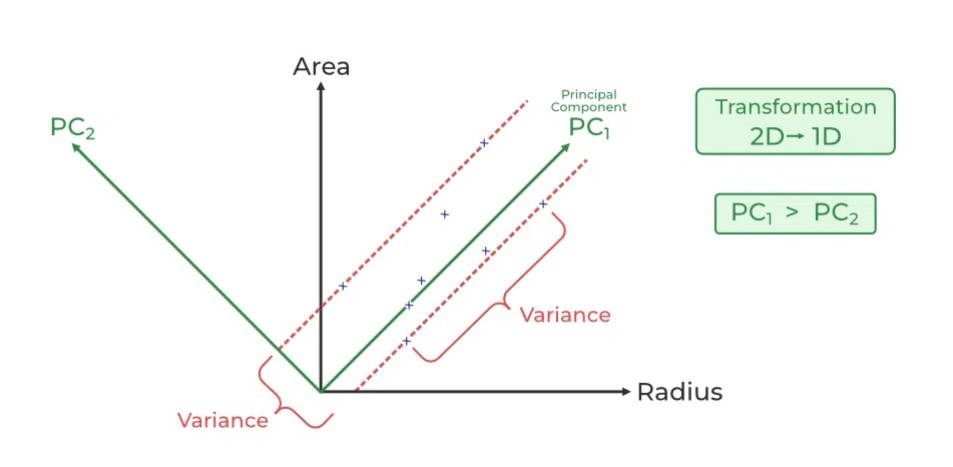 Area
Principal
Component
PC₁
PC₂
Transformation
2D→ 1D
PC₁ > PC₂
Variance
Radius
Variance